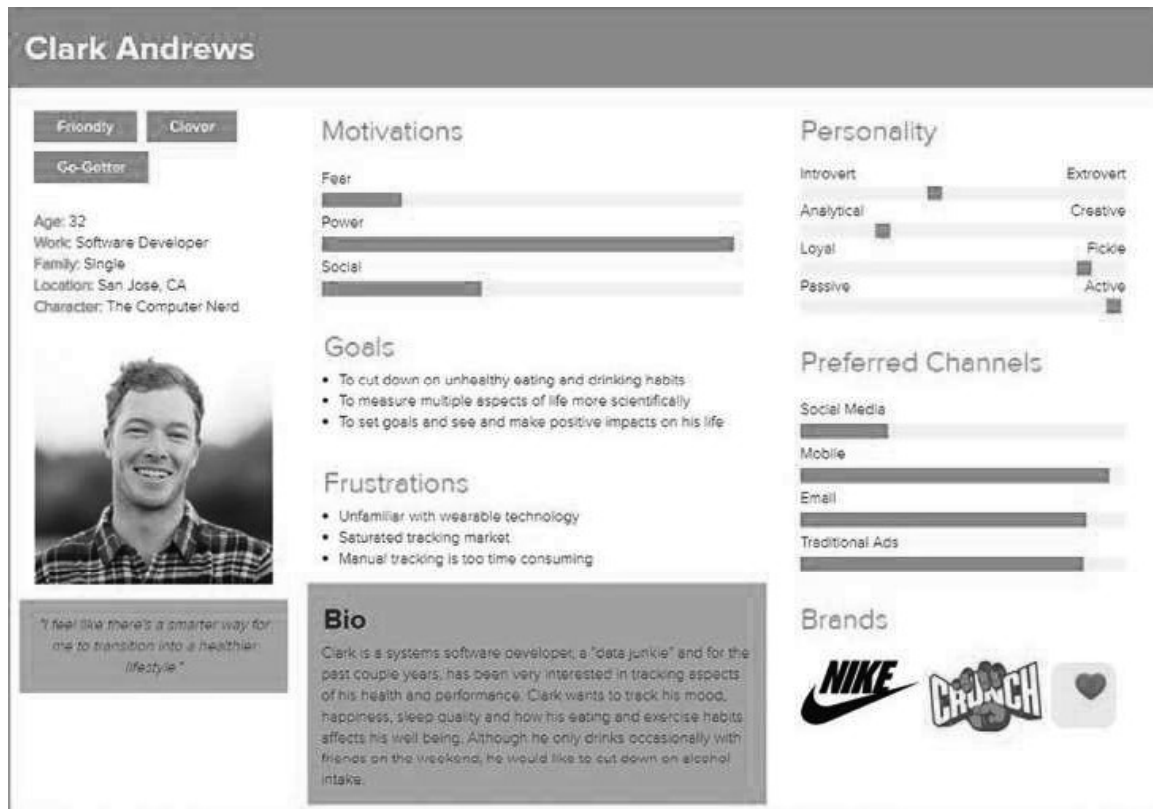 Clark Andrews
Friendly
Clever
Go-Getter
Age: 32
Work: Software Developer
Family: Single
Location: San Jose, CA
Character: The Computer Nerd
"I feel like there's a smarter way for
me to transition into a healthier
lifestyle."
Motivations
Fear
Power
Social
Goals
• To cut down on unhealthy eating and drinking habits
• To measure multiple aspects of life more scientifically
• To set goals and see and make positive impacts on his life
Frustrations
• Unfamiliar with wearable technology
• Saturated tracking market
• Manual tracking is too time consuming
Bio
Clark is a systems software developer, a "data junkie" and for the
past couple years, has been very interested in tracking aspects
of his health and performance. Clark wants to track his mood,
happiness, sleep quality and how his eating and exercise habits
affects his well being. Although he only drinks occasionally with
friends on the weekend, he would like to cut down on alcohol
intake.
Personality
Introvert Extrovert
Analytical Creative
Loyal Fickle
Passive Active
Preferred Channels
Social Media
Mobile
Email
Traditional Ads
Brands
NIKE
CRUNCH